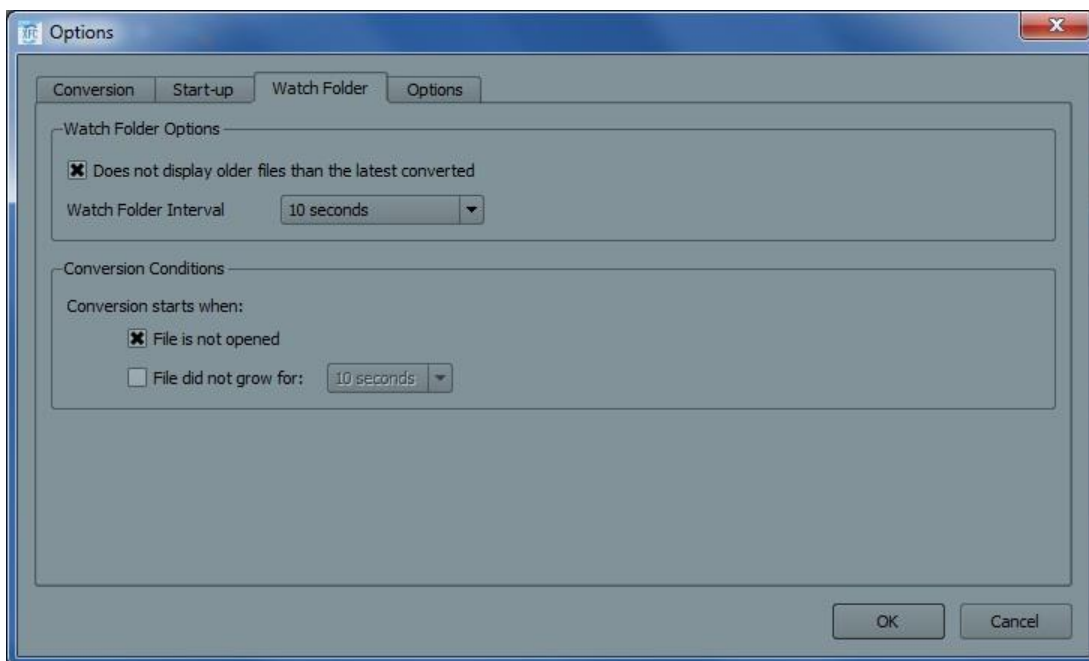 XFC Options
Conversion Start-up Watch Folder Options
Watch Folder Options
Does not display older files than the latest converted
Watch Folder Interval 10 seconds
Conversion Conditions
Conversion starts when:
File is not opened
File did not grow for: 10 seconds
OK Cancel